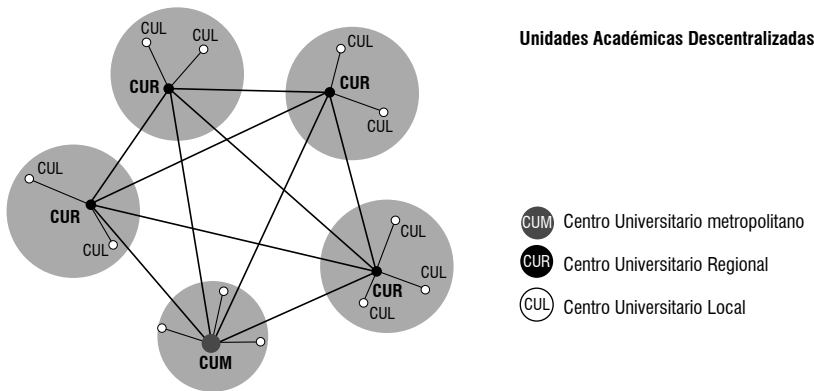 Unidades Académicas Descentralizadas
CUL
CUL
CUR
CUL
CUR
CUL
CUL
CUR
CUL
CUL
CUL
CUR
CUL
CUM
CUM Centro Universitario metropolitano
CUR Centro Universitario Regional
CUL Centro Universitario Local